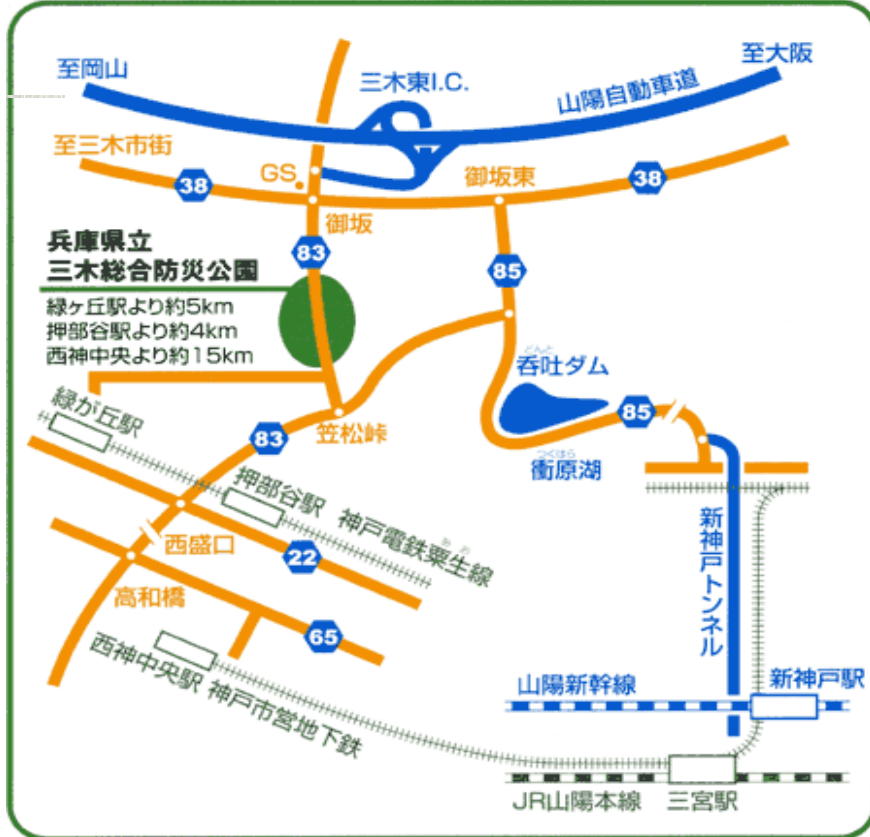 至岡山
三木東I.C.
至大阪
山陽自動車道
至三木市街
GS
38
御坂東
38
御坂
兵庫県立
三木総合防災公園
83
85
緑ヶ丘駅より約5km
押部谷駅より約4km
西神中央より約15km
どんと
呑吐ダム
緑が丘駅
83
笠松峠
85
つくはら
衝原湖
押部谷駅
神戸電鉄粟生線
あお
西盛口
22
新神戸トンネル
高和橋
65
西神中央駅
神戸市営地下鉄
山陽新幹線
新神戸駅
JR山陽本線
三宮駅